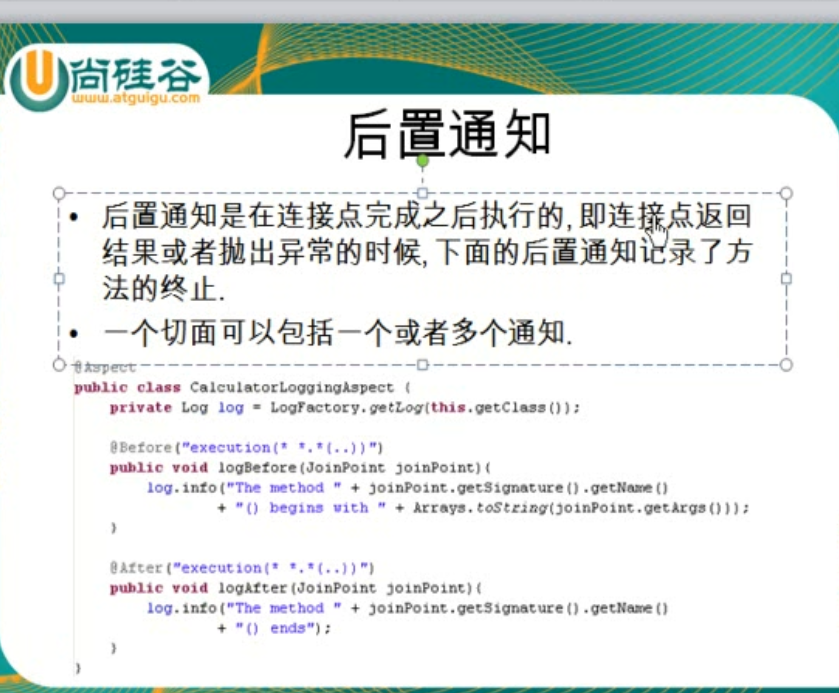 尚硅谷
www.atguigu.com
后置通知
• 后置通知是在连接点完成之后执行的, 即连接点返回
结果或者抛出异常的时候, 下面的后置通知记录了方
法的终止.
• 一个切面可以包括一个或者多个通知.
@Aspect
public class CalculatorLoggingAspect {
private Log log = LogFactory.getLog(this.getClass());
@Before("execution(* *.*(..))")
public void logBefore(JoinPoint joinPoint){
log.info("The method " + joinPoint.getSignature().getName()
+ "() begins with " + Arrays.toString(joinPoint.getArgs()));
}
@After("execution(* *.*(..))")
public void logAfter(JoinPoint joinPoint){
log.info("The method " + joinPoint.getSignature().getName()
+ "() ends");
}
}